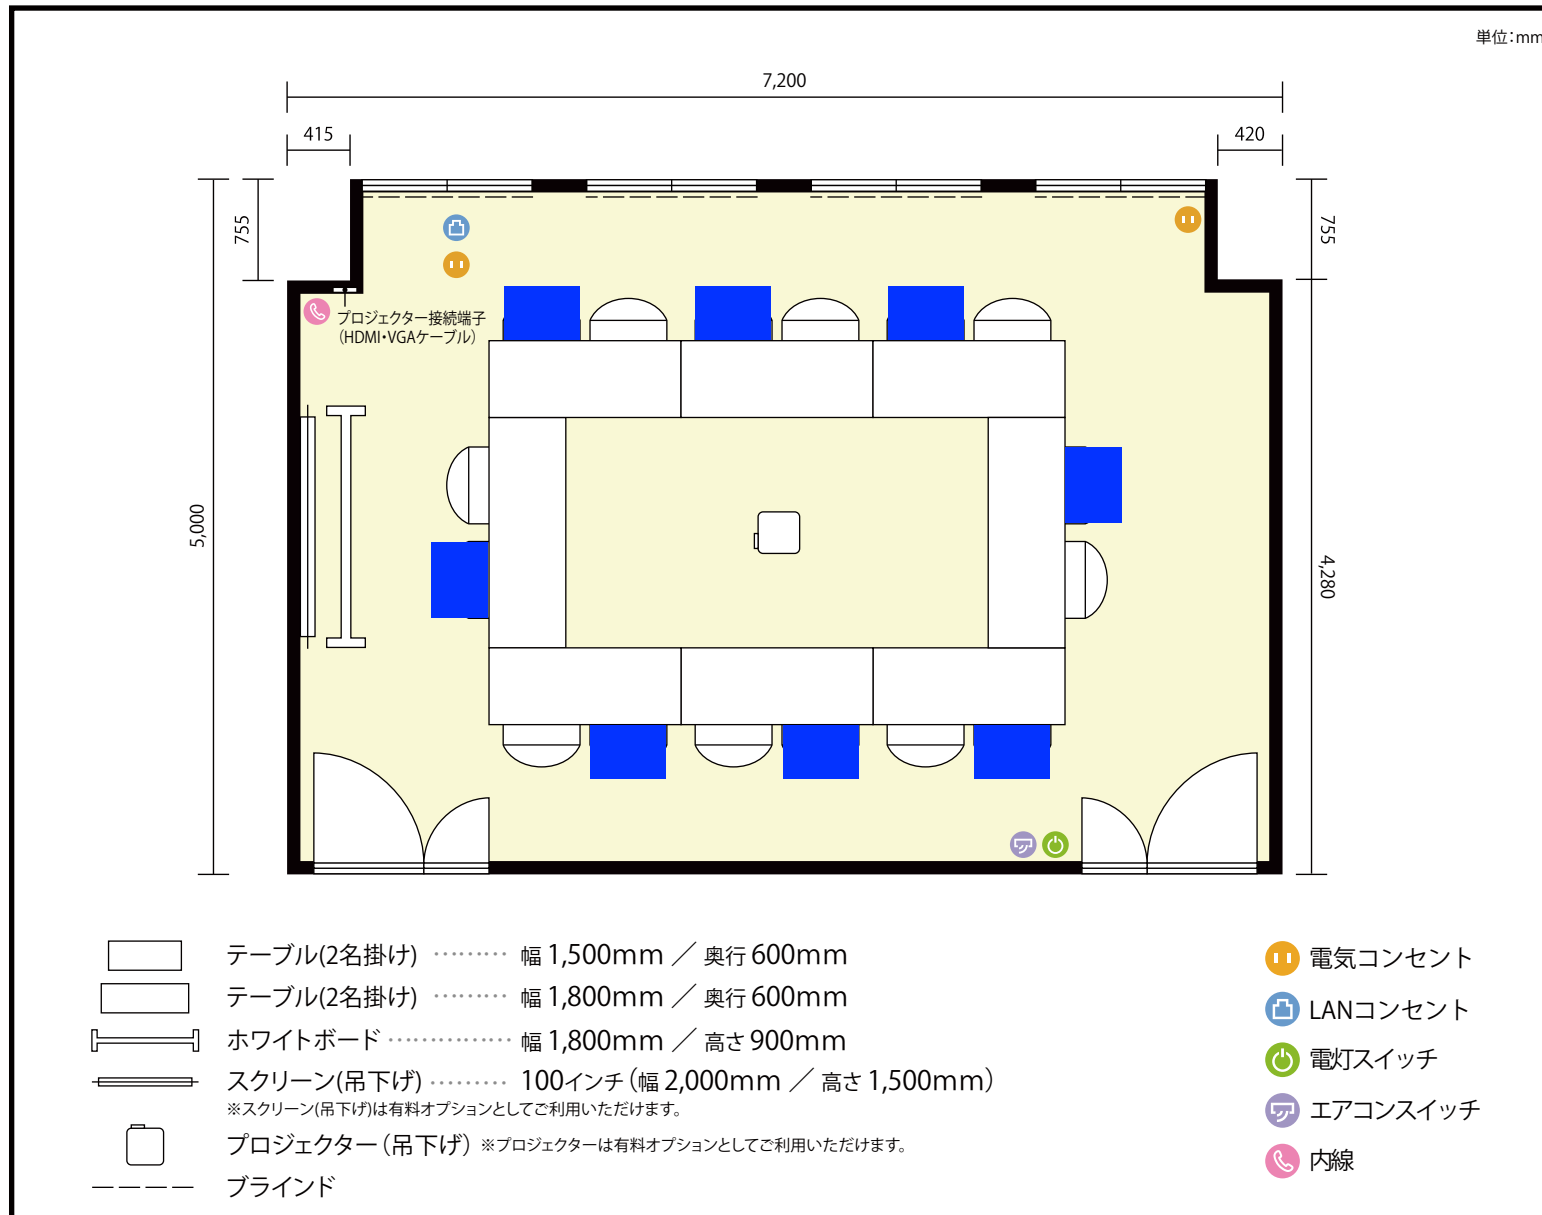 単位：mm
7,200
415
420
755
755
プロジェクター接続端子
（HDMI・VGAケーブル）
5,000
4,280
テーブル(2名掛け) ……… 幅 1,500mm ／ 奥行 600mm
テーブル(2名掛け) ……… 幅 1,800mm ／ 奥行 600mm
ホワイトボード …………… 幅 1,800mm ／ 高さ 900mm
スクリーン(吊下げ) ……… 100インチ（幅 2,000mm ／ 高さ 1,500mm）
※スクリーン(吊下げ)は有料オプションとしてご利用いただけます。
プロジェクター（吊下げ） ※プロジェクターは有料オプションとしてご利用いただけます。
ブラインド
電気コンセント
LANコンセント
電灯スイッチ
エアコンスイッチ
内線